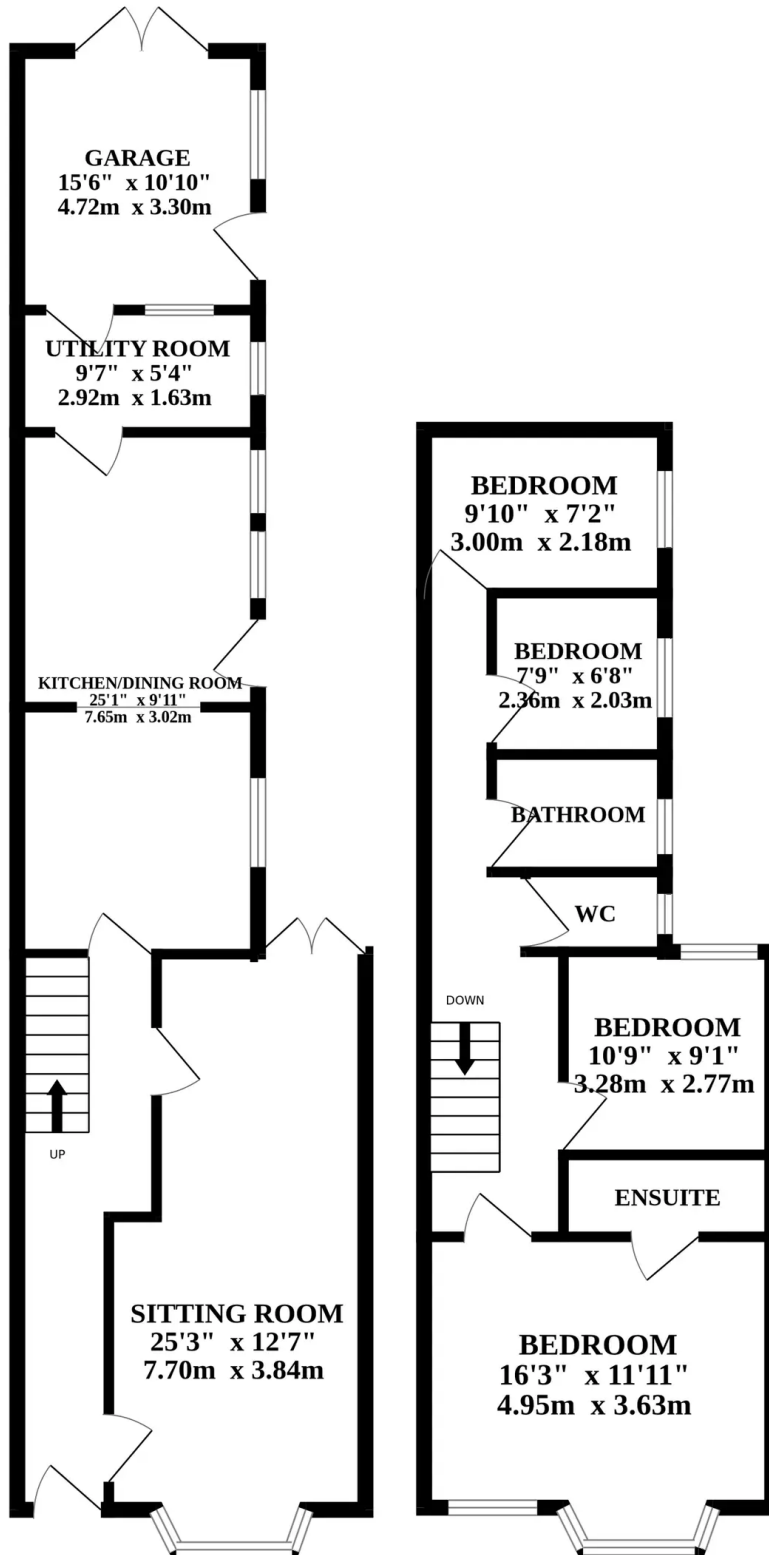 GARAGE
15'6" x 10'10"
4.72m x 3.30m
UTILITY ROOM
9'7" x 5'4"
2.92m x 1.63m
KITCHEN/DINING ROOM
25'1" x 9'11"
7.65m x 3.02m
UP
SITTING ROOM
25'3" x 12'7"
7.70m x 3.84m
BEDROOM
9'10" x 7'2"
3.00m x 2.18m
BEDROOM
7'9" x 6'8"
2.36m x 2.03m
BATHROOM
WC
DOWN
BEDROOM
10'9" x 9'1"
3.28m x 2.77m
ENSUITE
BEDROOM
16'3" x 11'11"
4.95m x 3.63m